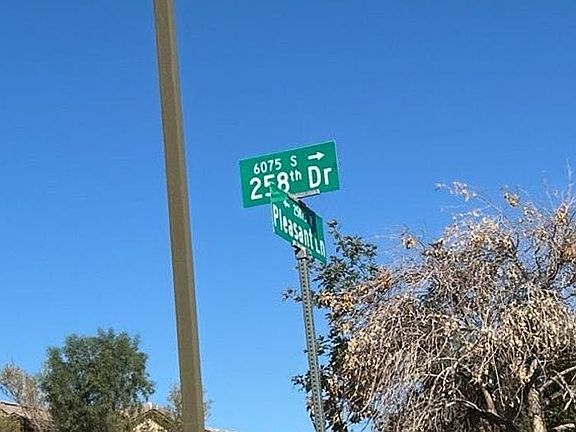 6075 S →
258th Dr
←
Pleasant Ln